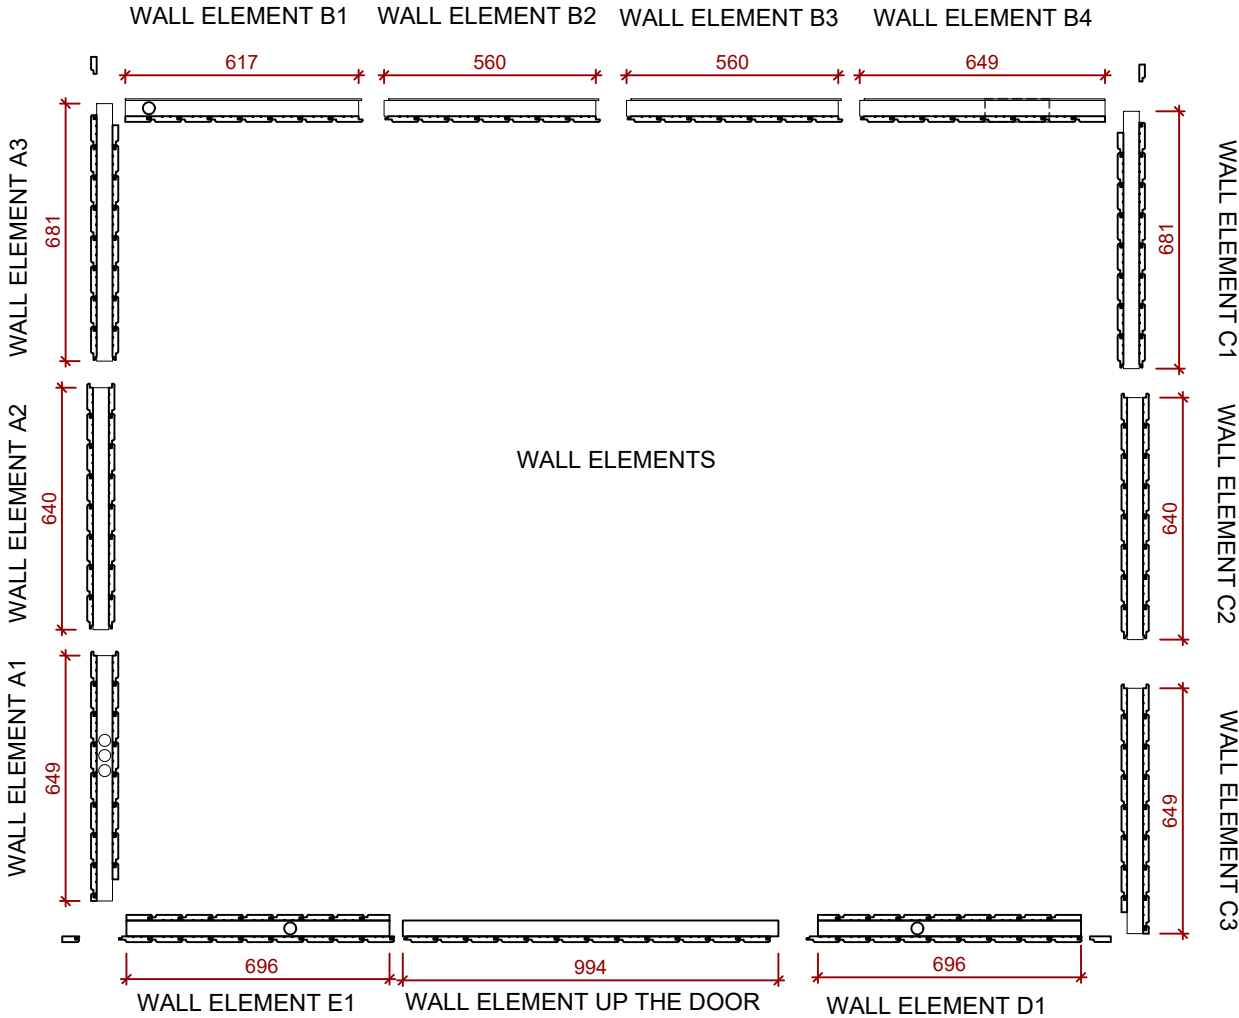 WALL ELEMENT B1
WALL ELEMENT B2
WALL ELEMENT B3
WALL ELEMENT B4
617
560
560
649
WALL ELEMENT A3
681
681
WALL ELEMENT C1
WALL ELEMENT A2
640
WALL ELEMENTS
640
WALL ELEMENT C2
WALL ELEMENT A1
649
649
WALL ELEMENT C3
696
994
696
WALL ELEMENT E1
WALL ELEMENT UP THE DOOR
WALL ELEMENT D1